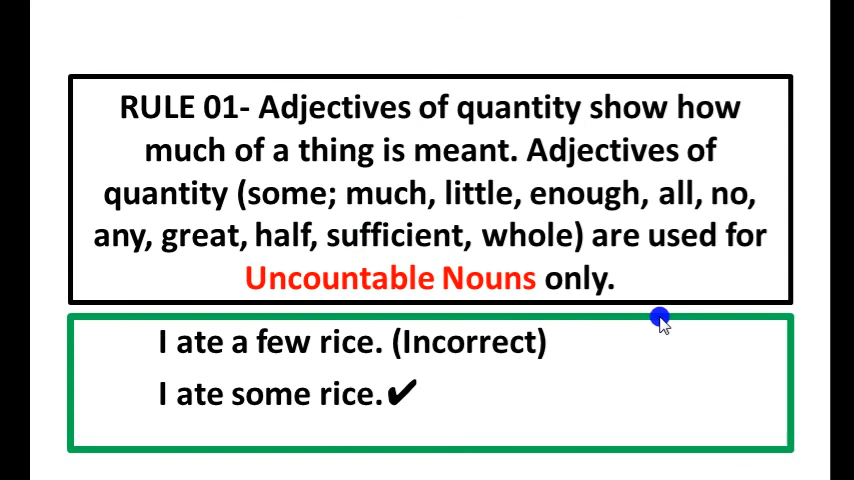 RULE 01- Adjectives of quantity show how
much of a thing is meant. Adjectives of
quantity (some; much, little, enough, all, no,
any, great, half, sufficient, whole) are used for
Uncountable Nouns only.
I ate a few rice. (Incorrect)
I ate some rice.✔